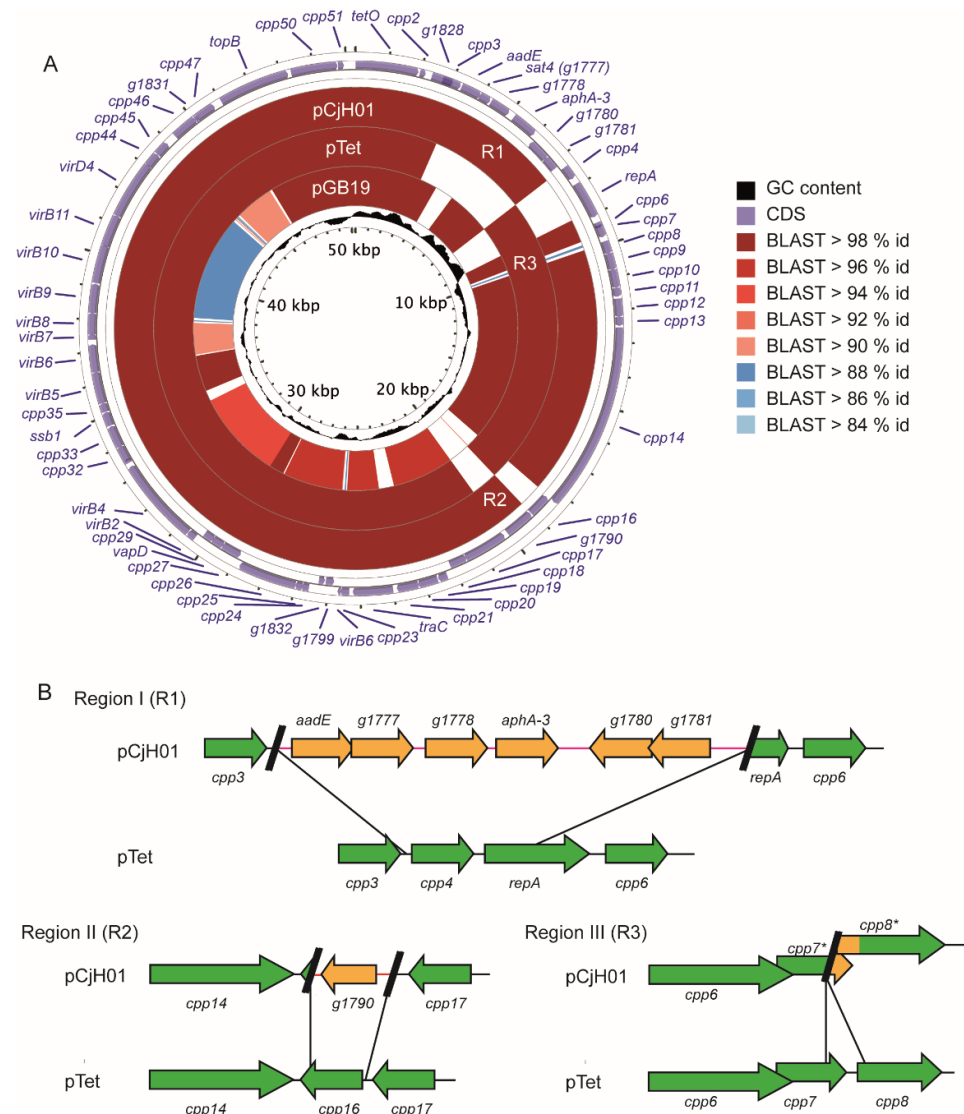 A
cpp50
cpp51
tetO
cpp2
g1828
cpp3
aadE
sat4 (g1777)
g1778
aphA-3
g1780
g1781
cpp4
repA
cpp6
cpp7
cpp8
cpp9
cpp10
cpp11
cpp12
cpp13
cpp14
cpp16
g1790
cpp17
cpp18
cpp19
cpp20
cpp21
traC
cpp23
virB6
g1799
g1832
cpp24
cpp25
cpp26
cpp27
vapD
cpp29
virB2
virB4
cpp32
cpp33
ssb1
cpp35
virB5
virB6
virB7
virB8
virB9
virB10
virB11
virD4
cpp44
cpp45
cpp46
g1831
cpp47
topB
pCjH01
pTet
pGB19
R1
R3
R2
50 kbp
10 kbp
20 kbp
30 kbp
40 kbp
GC content
CDS
BLAST > 98 % id
BLAST > 96 % id
BLAST > 94 % id
BLAST > 92 % id
BLAST > 90 % id
BLAST > 88 % id
BLAST > 86 % id
BLAST > 84 % id
B
Region I (R1)
aadE g1777 g1778 aphA-3 g1780 g1781
pCjH01
cpp3 repA cpp6
pTet
cpp3 cpp4 repA cpp6
Region II (R2)
pCjH01
cpp14 g1790 cpp17
pTet
cpp14 cpp16 cpp17
Region III (R3)
cpp8*
cpp7*
pCjH01
cpp6
pTet
cpp6 cpp7 cpp8